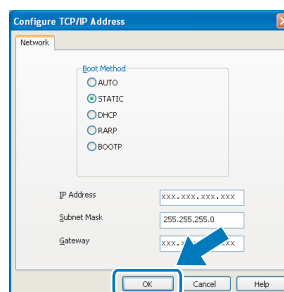 Configure TCP/IP Address
Network
Boot Method
AUTO
STATIC
DHCP
RARP
BOOTP
IP Address xxx.xxx.xxx.xxx
Subnet Mask 255.255.255.0
Gateway
OK Cancel Help